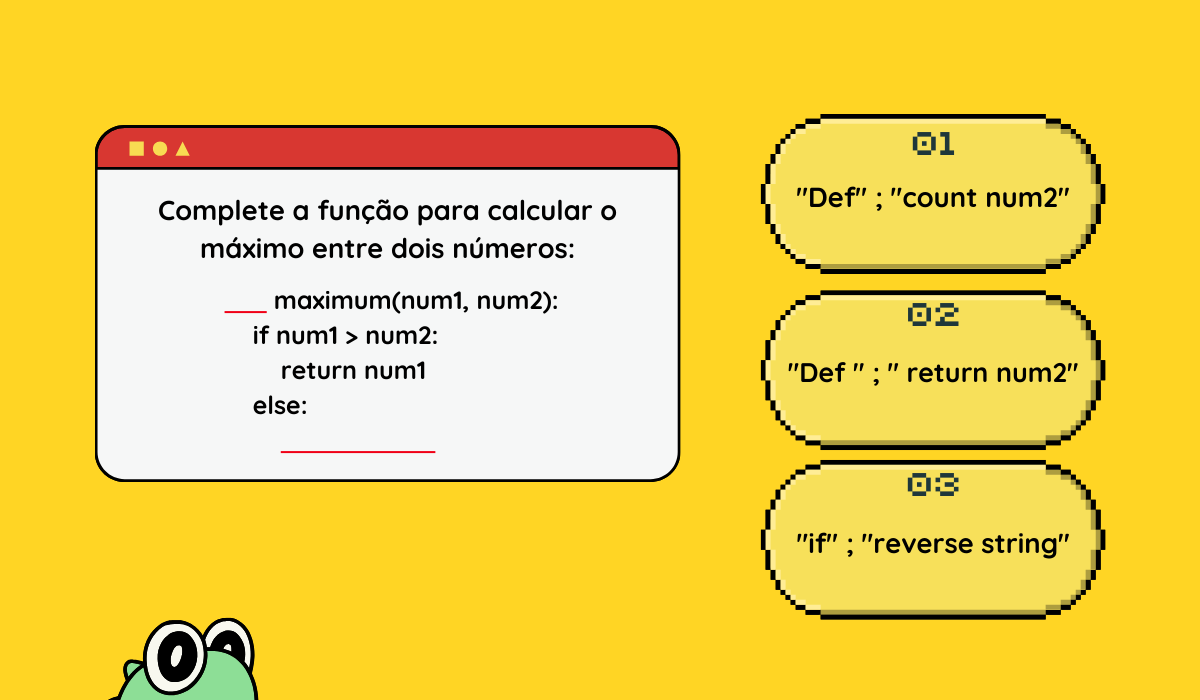 Complete a função para calcular o
máximo entre dois números:
___ maximum(num1, num2):
if num1 > num2:
return num1
else:
___________
01
"Def" ; "count num2"
02
"Def " ; " return num2"
03
"if" ; "reverse string"